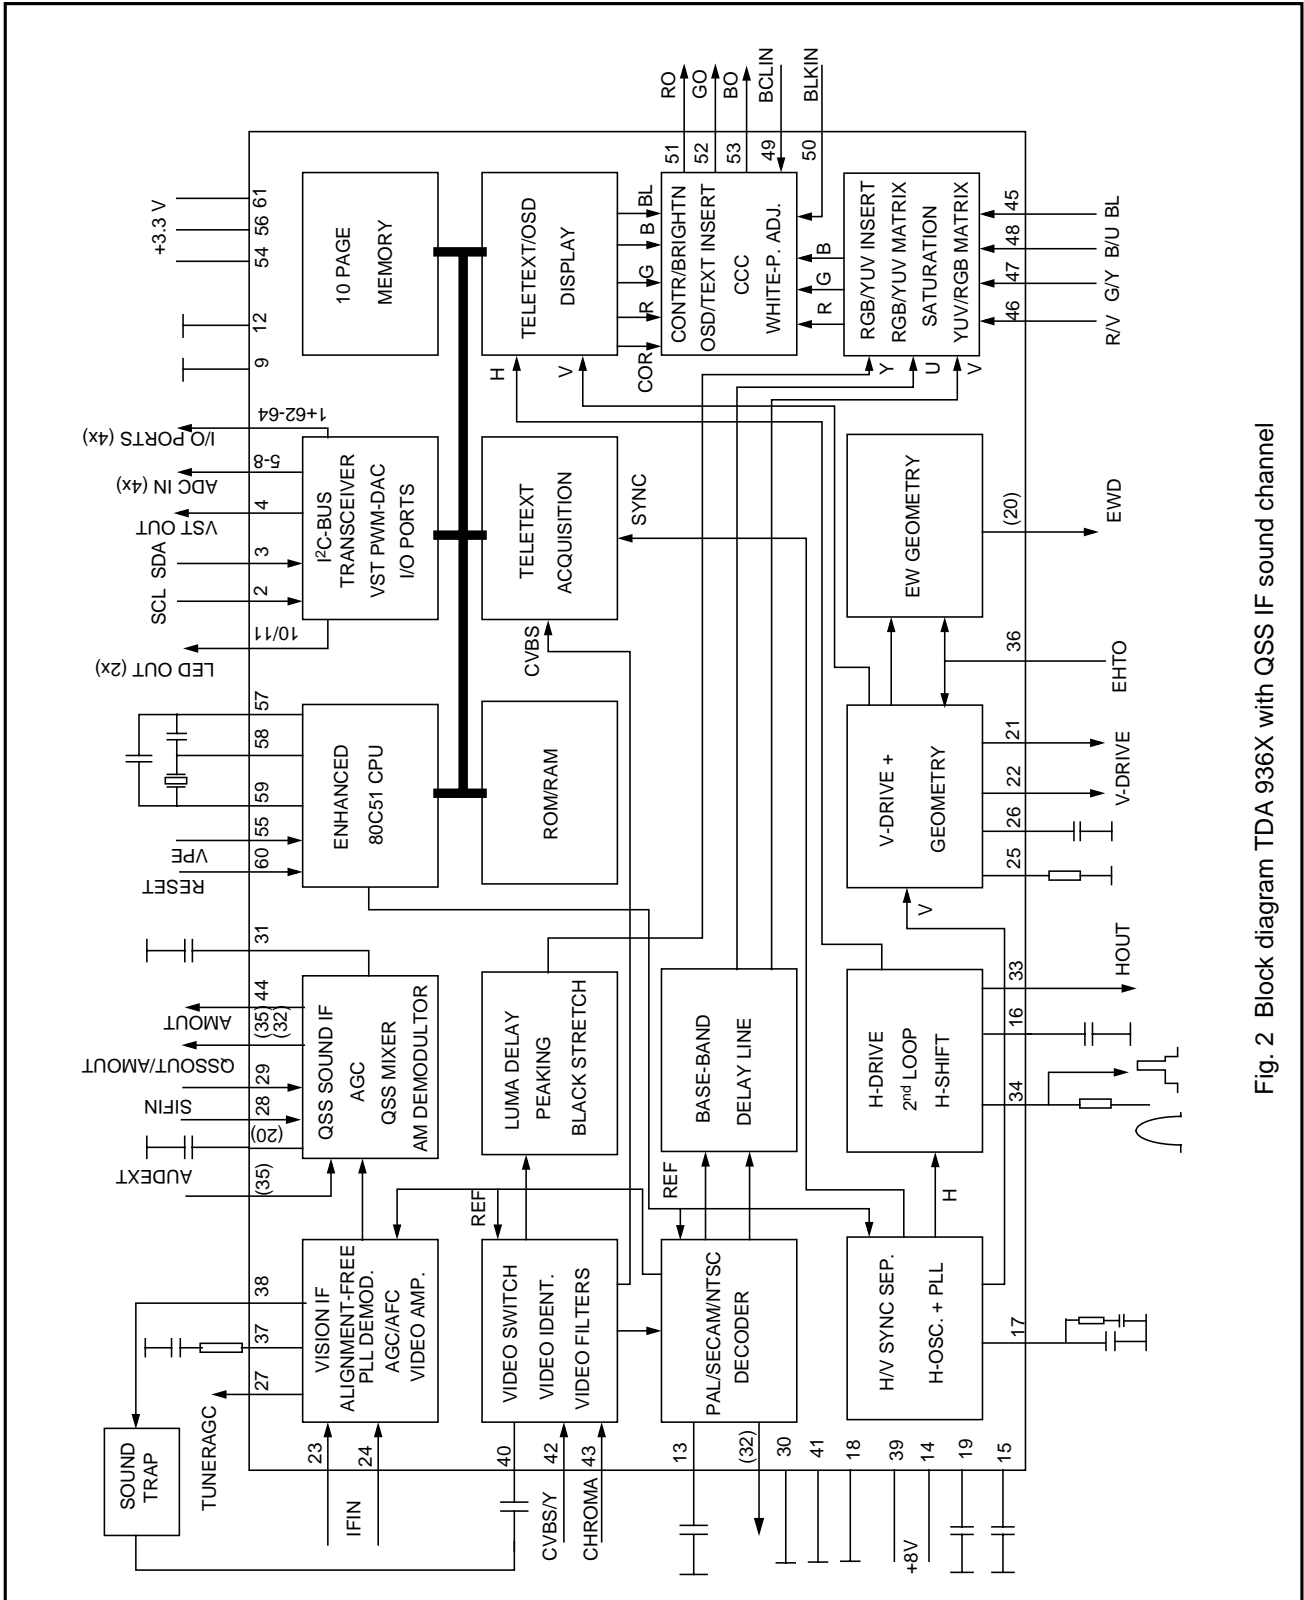 +3.3 V
61
56
54
12
9
10 PAGE
MEMORY
TELETEXT/OSD
DISPLAY
H
V
COR
R
G
B
BL
CONTR/BRIGHTN
OSD/TEXT INSERT
CCC
WHITE-P. ADJ.
51
52
53
49
50
RO
GO
BO
BCLIN
BLKIN
R
G
B
RGB/YUV INSERT
RGB/YUV MATRIX
SATURATION
YUV/RGB MATRIX
Y
U
V
46
47
48
45
R/V
G/Y
B/U
BL
I/O PORTS (4x)
1+62-64
ADC IN (4x)
5-8
VST OUT
4
SDA
3
SCL
2
LED OUT (2x)
10/11
I²C-BUS
TRANSCEIVER
VST PWM-DAC
I/O PORTS
TELETEXT
ACQUISITION
SYNC
CVBS
EW GEOMETRY
(20)
EWD
36
EHTO
57
58
59
55
VPE
60
RESET
ENHANCED
80C51 CPU
ROM/RAM
V-DRIVE +
GEOMETRY
V
21
22
V-DRIVE
26
25
31
44
AMOUT
(35)
(32)
QSSOUT/AMOUT
29
28
SIFIN
(20)
AUDEXT
(35)
QSS SOUND IF
AGC
QSS MIXER
AM DEMODULTOR
LUMA DELAY
PEAKING
BLACK STRETCH
BASE-BAND
DELAY LINE
H-DRIVE
2nd LOOP
H-SHIFT
33
HOUT
16
34
REF
REF
H
38
37
27
TUNERAGC
SOUND
TRAP
VISION IF
ALIGNMENT-FREE
PLL DEMOD.
AGC/AFC
VIDEO AMP.
23
24
IFIN
VIDEO SWITCH
VIDEO IDENT.
VIDEO FILTERS
40
42
43
CVBS/Y
CHROMA
PAL/SECAM/NTSC
DECODER
13
(32)
30
41
18
39
14
+8V
19
15
H/V SYNC SEP.
H-OSC. + PLL
17
Fig. 2 Block diagram TDA 936X with QSS IF sound channel